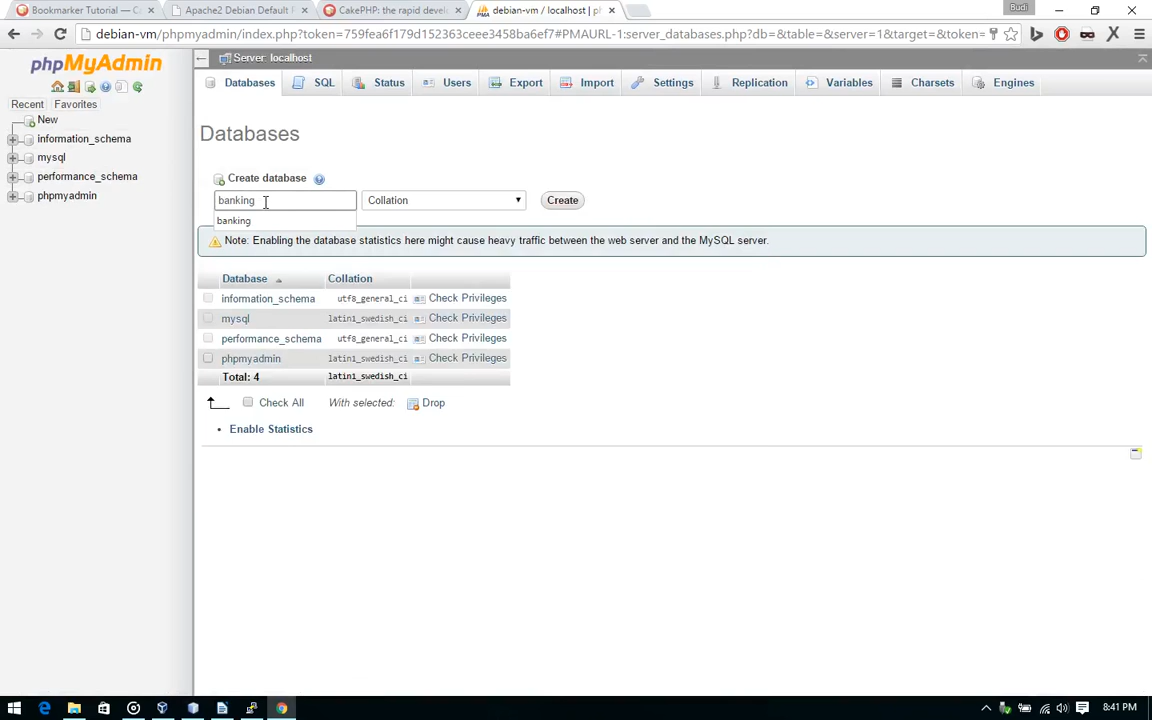 Bookmarker Tutorial — C
Apache2 Debian Default P
CakePHP: the rapid devel
debian-vm / localhost | ph
Budi
debian-vm/phpmyadmin/index.php?token=759fea6f179d152363ceee3458ba6ef7#PMAURL-1:server_databases.php?db=&table=&server=1&target=&token=
phpMyAdmin
Server: localhost
Databases
SQL
Status
Users
Export
Import
Settings
Replication
Variables
Charsets
Engines
Recent
Favorites
New
information_schema
mysql
performance_schema
phpmyadmin
Databases
Create database
banking
Collation
Create
banking
Note: Enabling the database statistics here might cause heavy traffic between the web server and the MySQL server.
Database
Collation
information_schema utf8_general_ci Check Privileges
mysql latin1_swedish_ci Check Privileges
performance_schema utf8_general_ci Check Privileges
phpmyadmin latin1_swedish_ci Check Privileges
Total: 4 latin1_swedish_ci
Check All
With selected:
Drop
Enable Statistics
8:41 PM